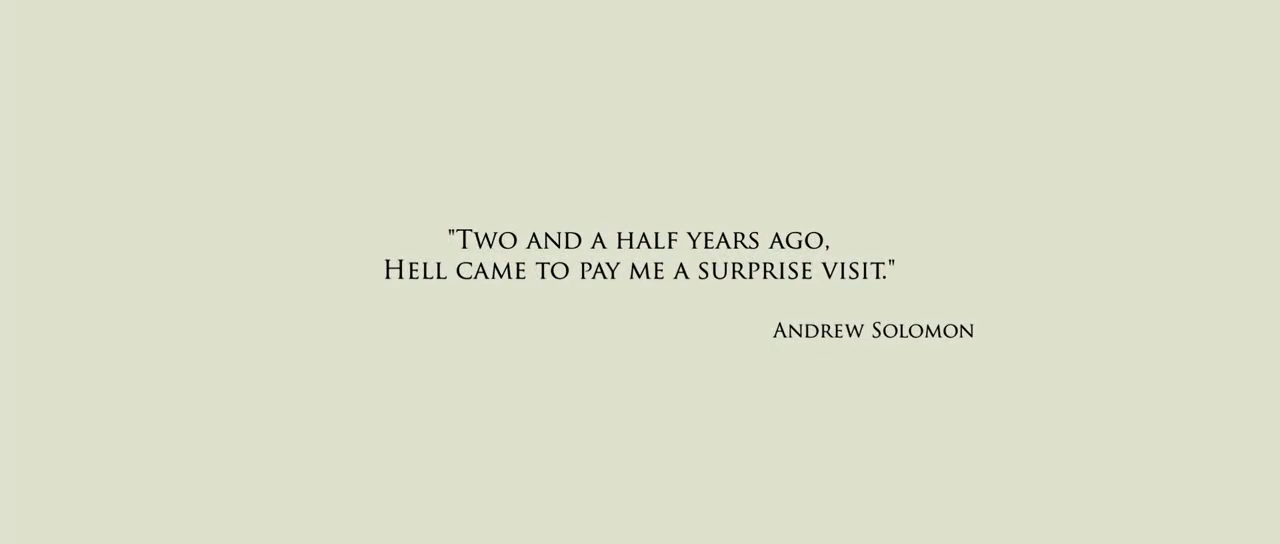 "Two and a half years ago,
Hell came to pay me a surprise visit."
Andrew Solomon